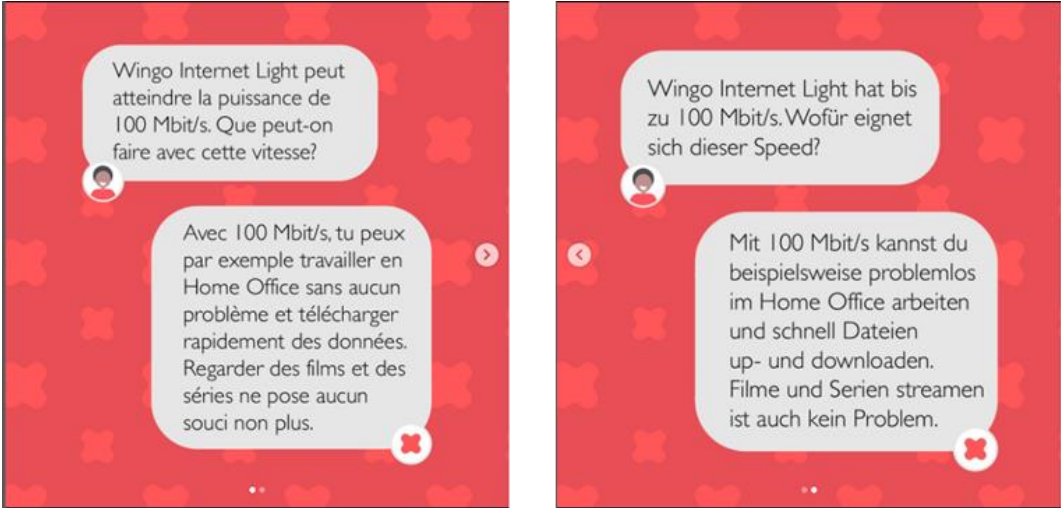 Wingo Internet Light peut
atteindre la puissance de
100 Mbit/s. Que peut-on
faire avec cette vitesse?
Avec 100 Mbit/s, tu peux
par exemple travailler en
Home Office sans aucun
problème et télécharger
rapidement des données.
Regarder des films et des
séries ne pose aucun
souci non plus.
Wingo Internet Light hat bis
zu 100 Mbit/s. Wofür eignet
sich dieser Speed?
Mit 100 Mbit/s kannst du
beispielsweise problemlos
im Home Office arbeiten
und schnell Dateien
up- und downloaden.
Filme und Serien streamen
ist auch kein Problem.